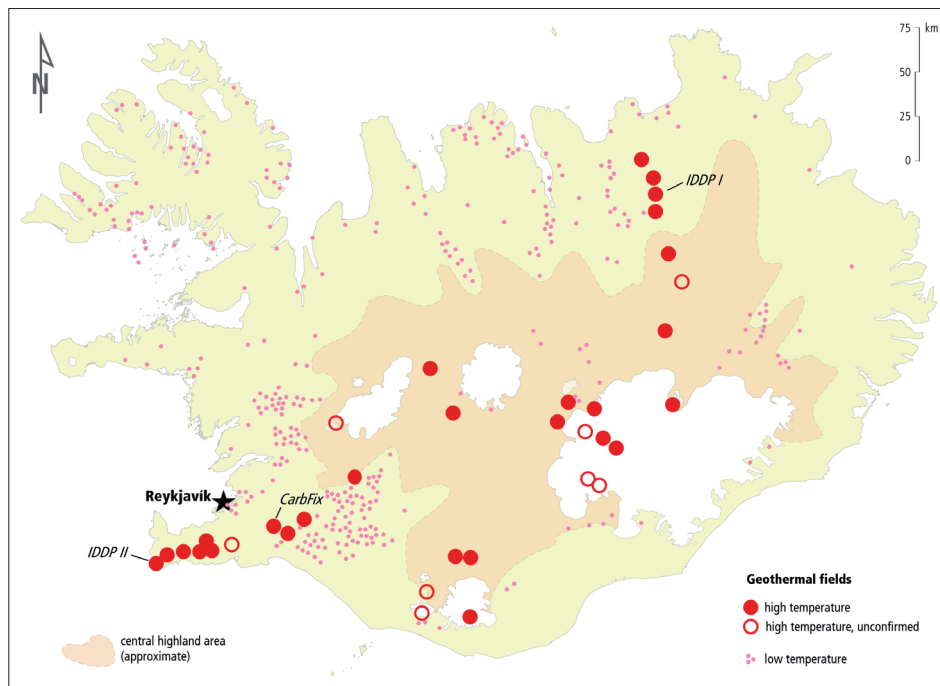 75
km
50
25
0
N
IDDP I
Reykjavík
CarbFix
IDDP II
Geothermal fields
high temperature
high temperature, unconfirmed
low temperature
central highland area
(approximate)